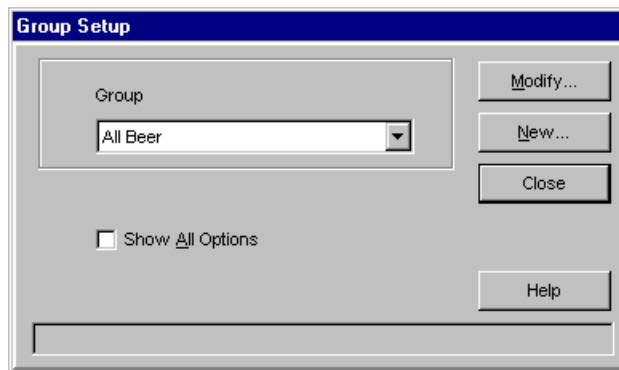 Group Setup
Group
All Beer
Modify...
New...
Close
Show All Options
Help